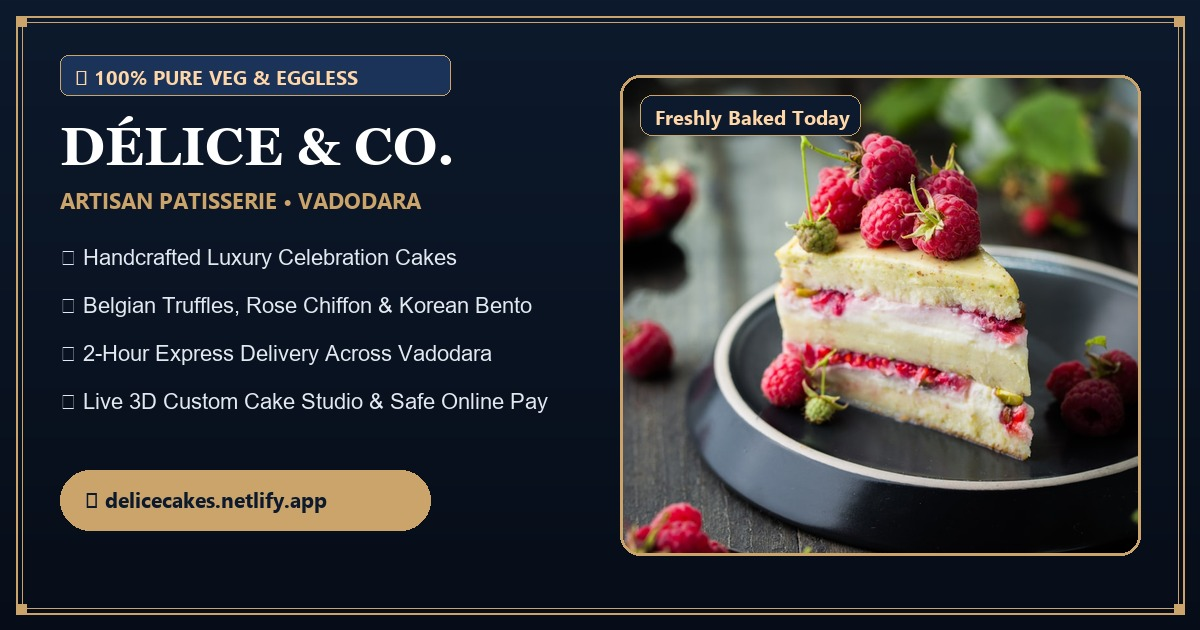 100% PURE VEG & EGGLESS
DÉLICE & CO.
ARTISAN PATISSERIE • VADODARA
Handcrafted Luxury Celebration Cakes
Belgian Truffles, Rose Chiffon & Korean Bento
2-Hour Express Delivery Across Vadodara
Live 3D Custom Cake Studio & Safe Online Pay
delicecakes.netlify.app
Freshly Baked Today